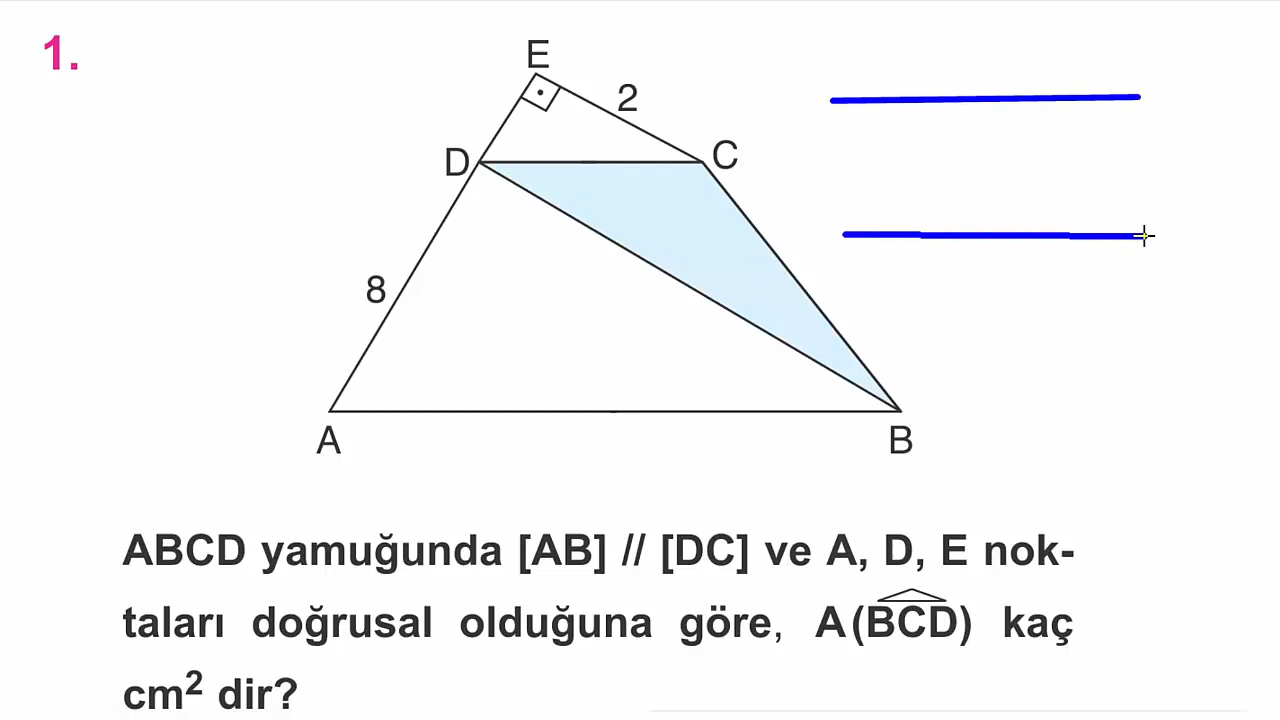 1.
E
2
D
C
8
A
B
ABCD yamuğunda [AB] // [DC] ve A, D, E nok-
taları doğrusal olduğuna göre, A(BCD) kaç
cm² dir?